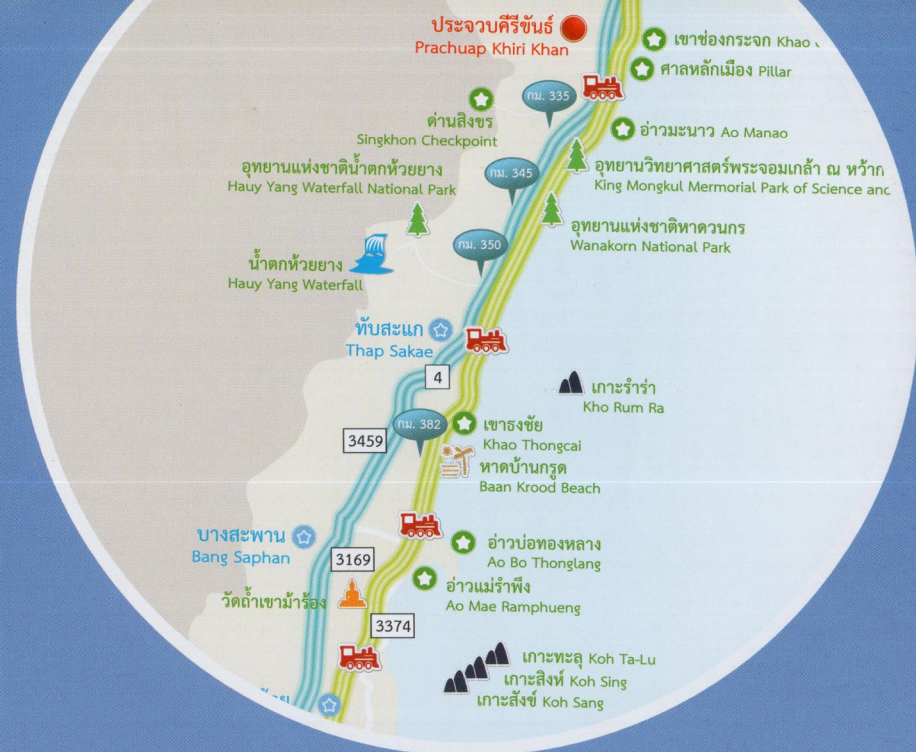 ประจวบคีรีขันธ์
Prachuap Khiri Khan
เขาช่องกระจก Khao
ศาลหลักเมือง Pillar
กม. 335
ด่านสิงขร
Singkhon Checkpoint
อ่าวมะนาว Ao Manao
อุทยานแห่งชาติน้ำตกห้วยยาง
Hauy Yang Waterfall National Park
กม. 345
อุทยานวิทยาศาสตร์พระจอมเกล้า ณ หว้าก
King Mongkul Mermorial Park of Science and
อุทยานแห่งชาติหาดวนกร
Wanakorn National Park
กม. 350
น้ำตกห้วยยาง
Hauy Yang Waterfall
ทับสะแก
Thap Sakae
4
เกาะรำร่า
Kho Rum Ra
กม. 382
3459
เขาธงชัย
Khao Thongcai
หาดบ้านกรูด
Baan Krood Beach
บางสะพาน
Bang Saphan
อ่าวบ่อทองหลาง
Ao Bo Thonglang
3169
วัดถ้ำเขาม้าร้อง
อ่าวแม่รำพึง
Ao Mae Ramphueng
3374
เกาะทะลุ Koh Ta-Lu
เกาะสิงห์ Koh Sing
เกาะสังข์ Koh Sang